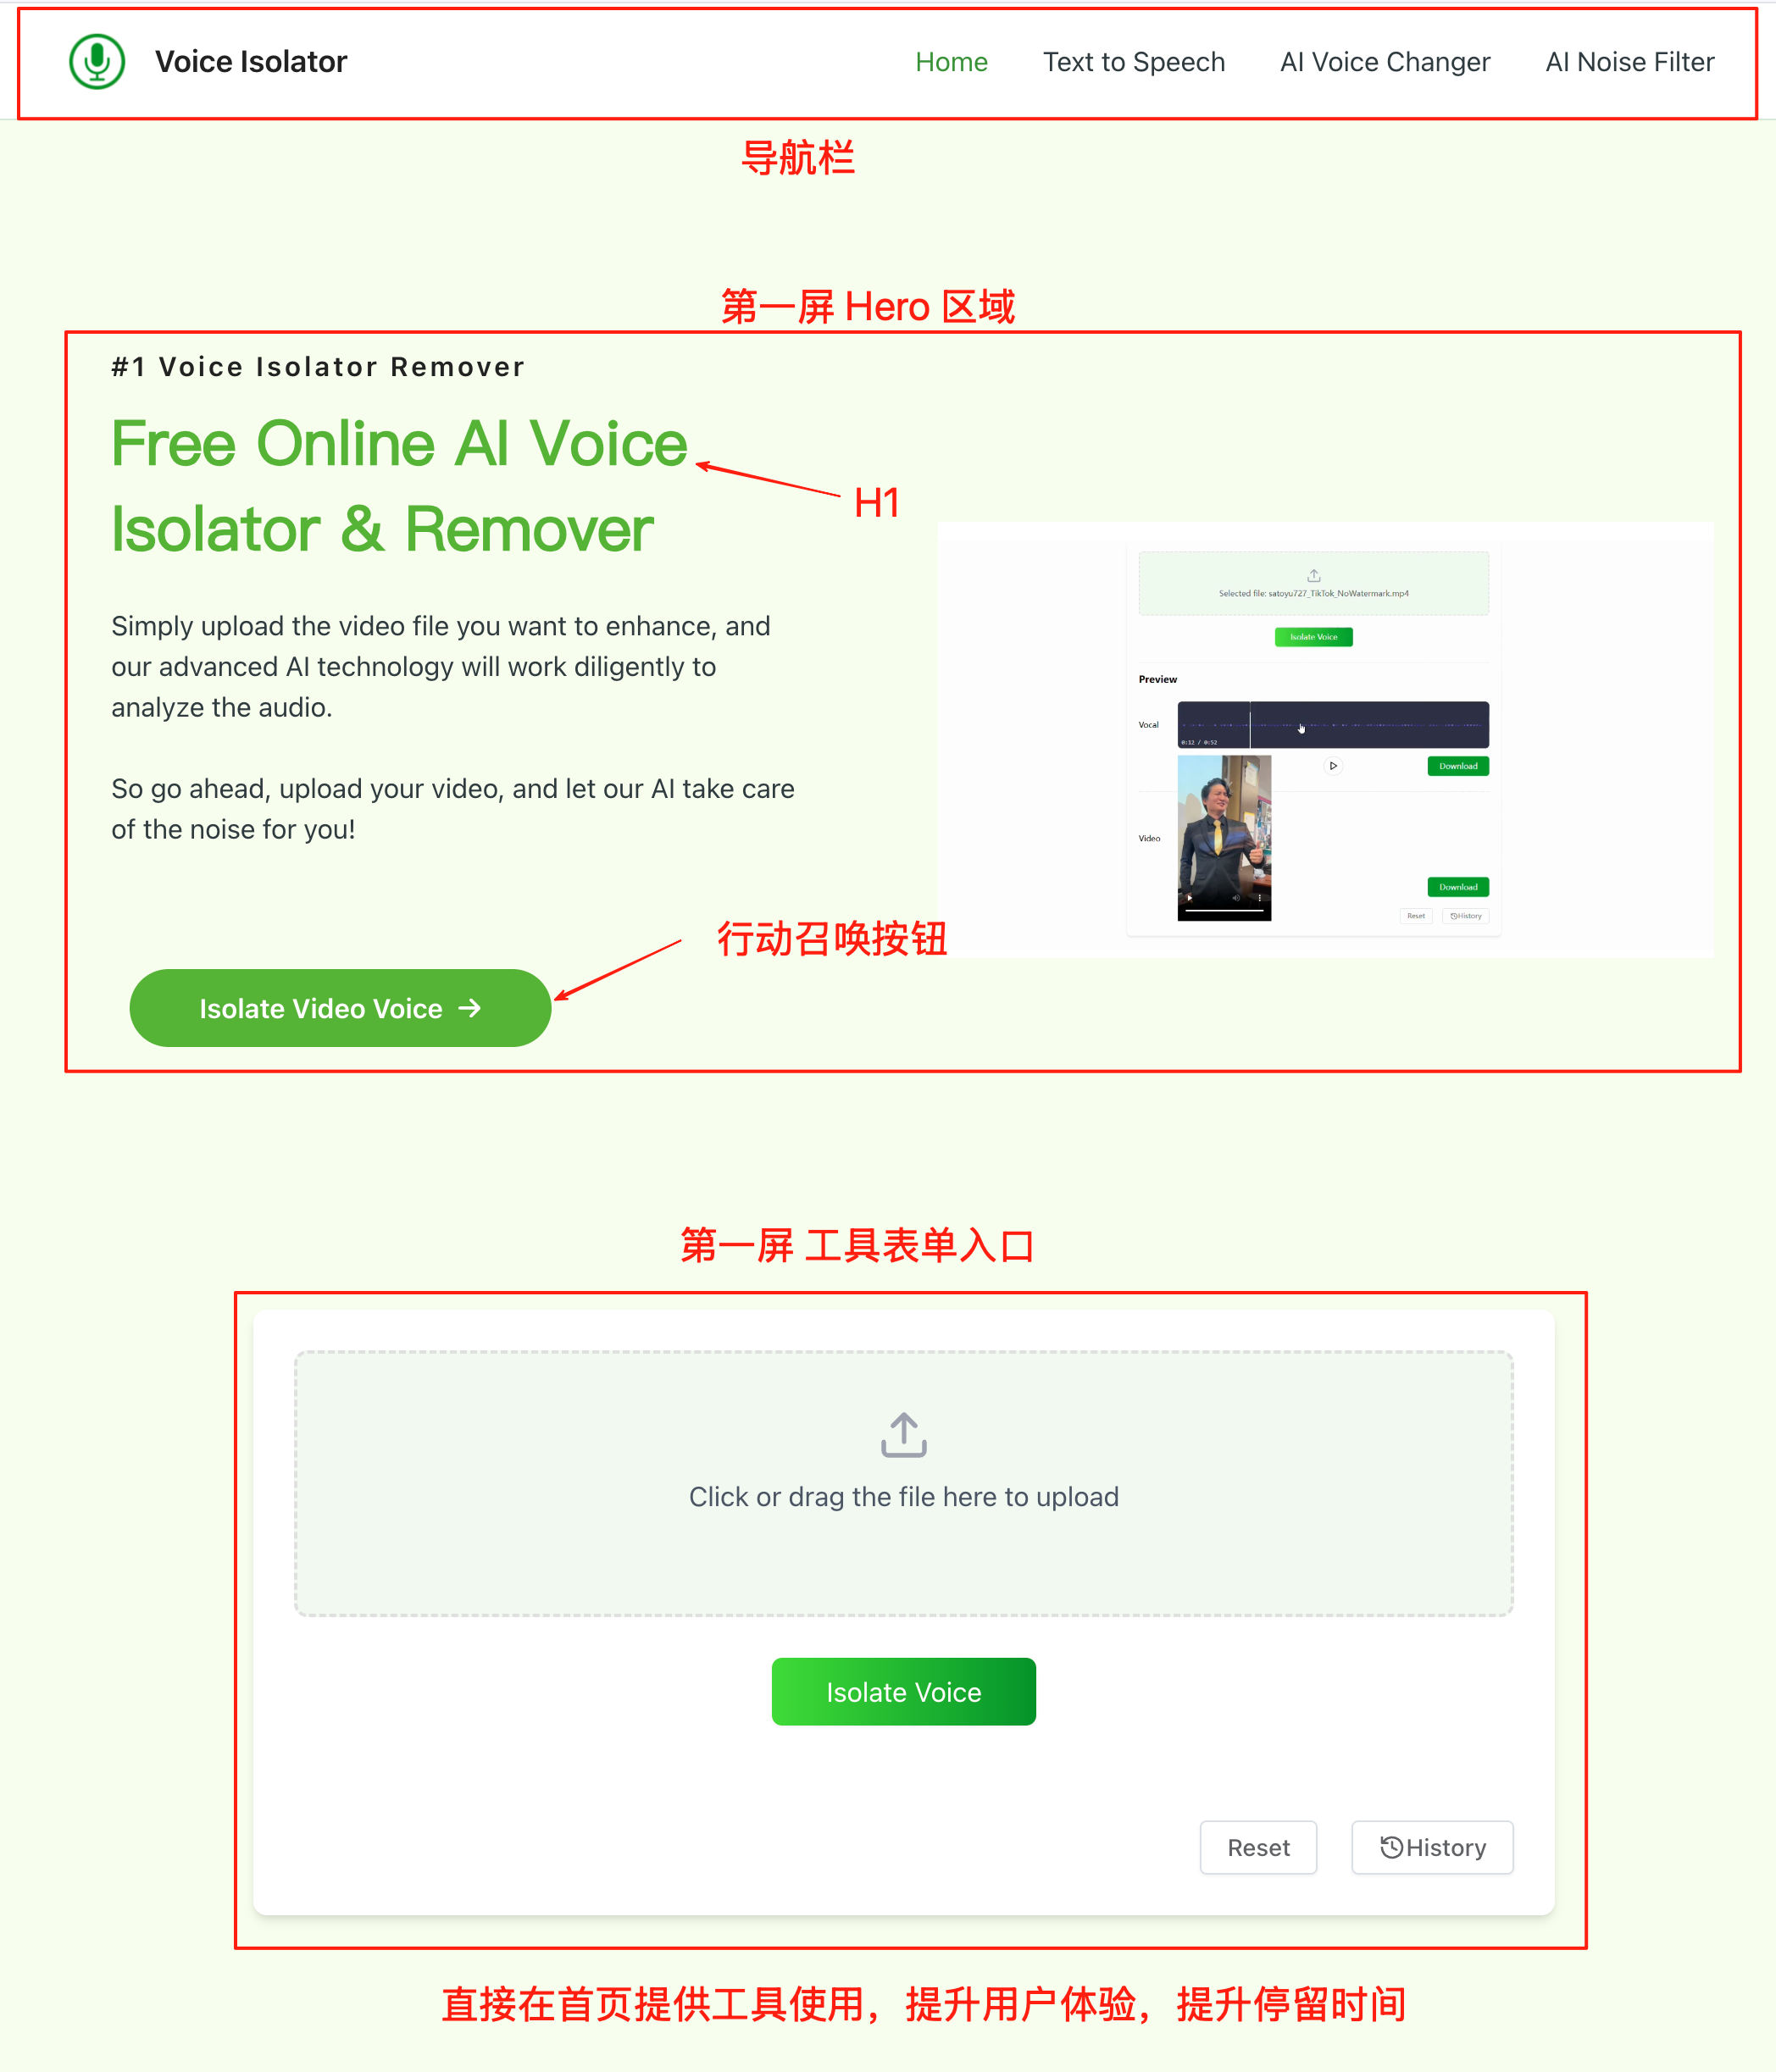 Voice Isolator
Home Text to Speech AI Voice Changer AI Noise Filter
导航栏
第一屏 Hero 区域
#1 Voice Isolator Remover
Free Online AI Voice
Isolator & Remover
H1
Simply upload the video file you want to enhance, and
our advanced AI technology will work diligently to
analyze the audio.
So go ahead, upload your video, and let our AI take care
of the noise for you!
行动召唤按钮
Isolate Video Voice
Selected file: satoyu727_TikTok_NoWatermark.mp4
Isolate Voice
Preview
Vocal
0:12 / 0:52
Download
Video
Download
Reset History
第一屏 工具表单入口
Click or drag the file here to upload
Isolate Voice
Reset History
直接在首页提供工具使用，提升用户体验，提升停留时间